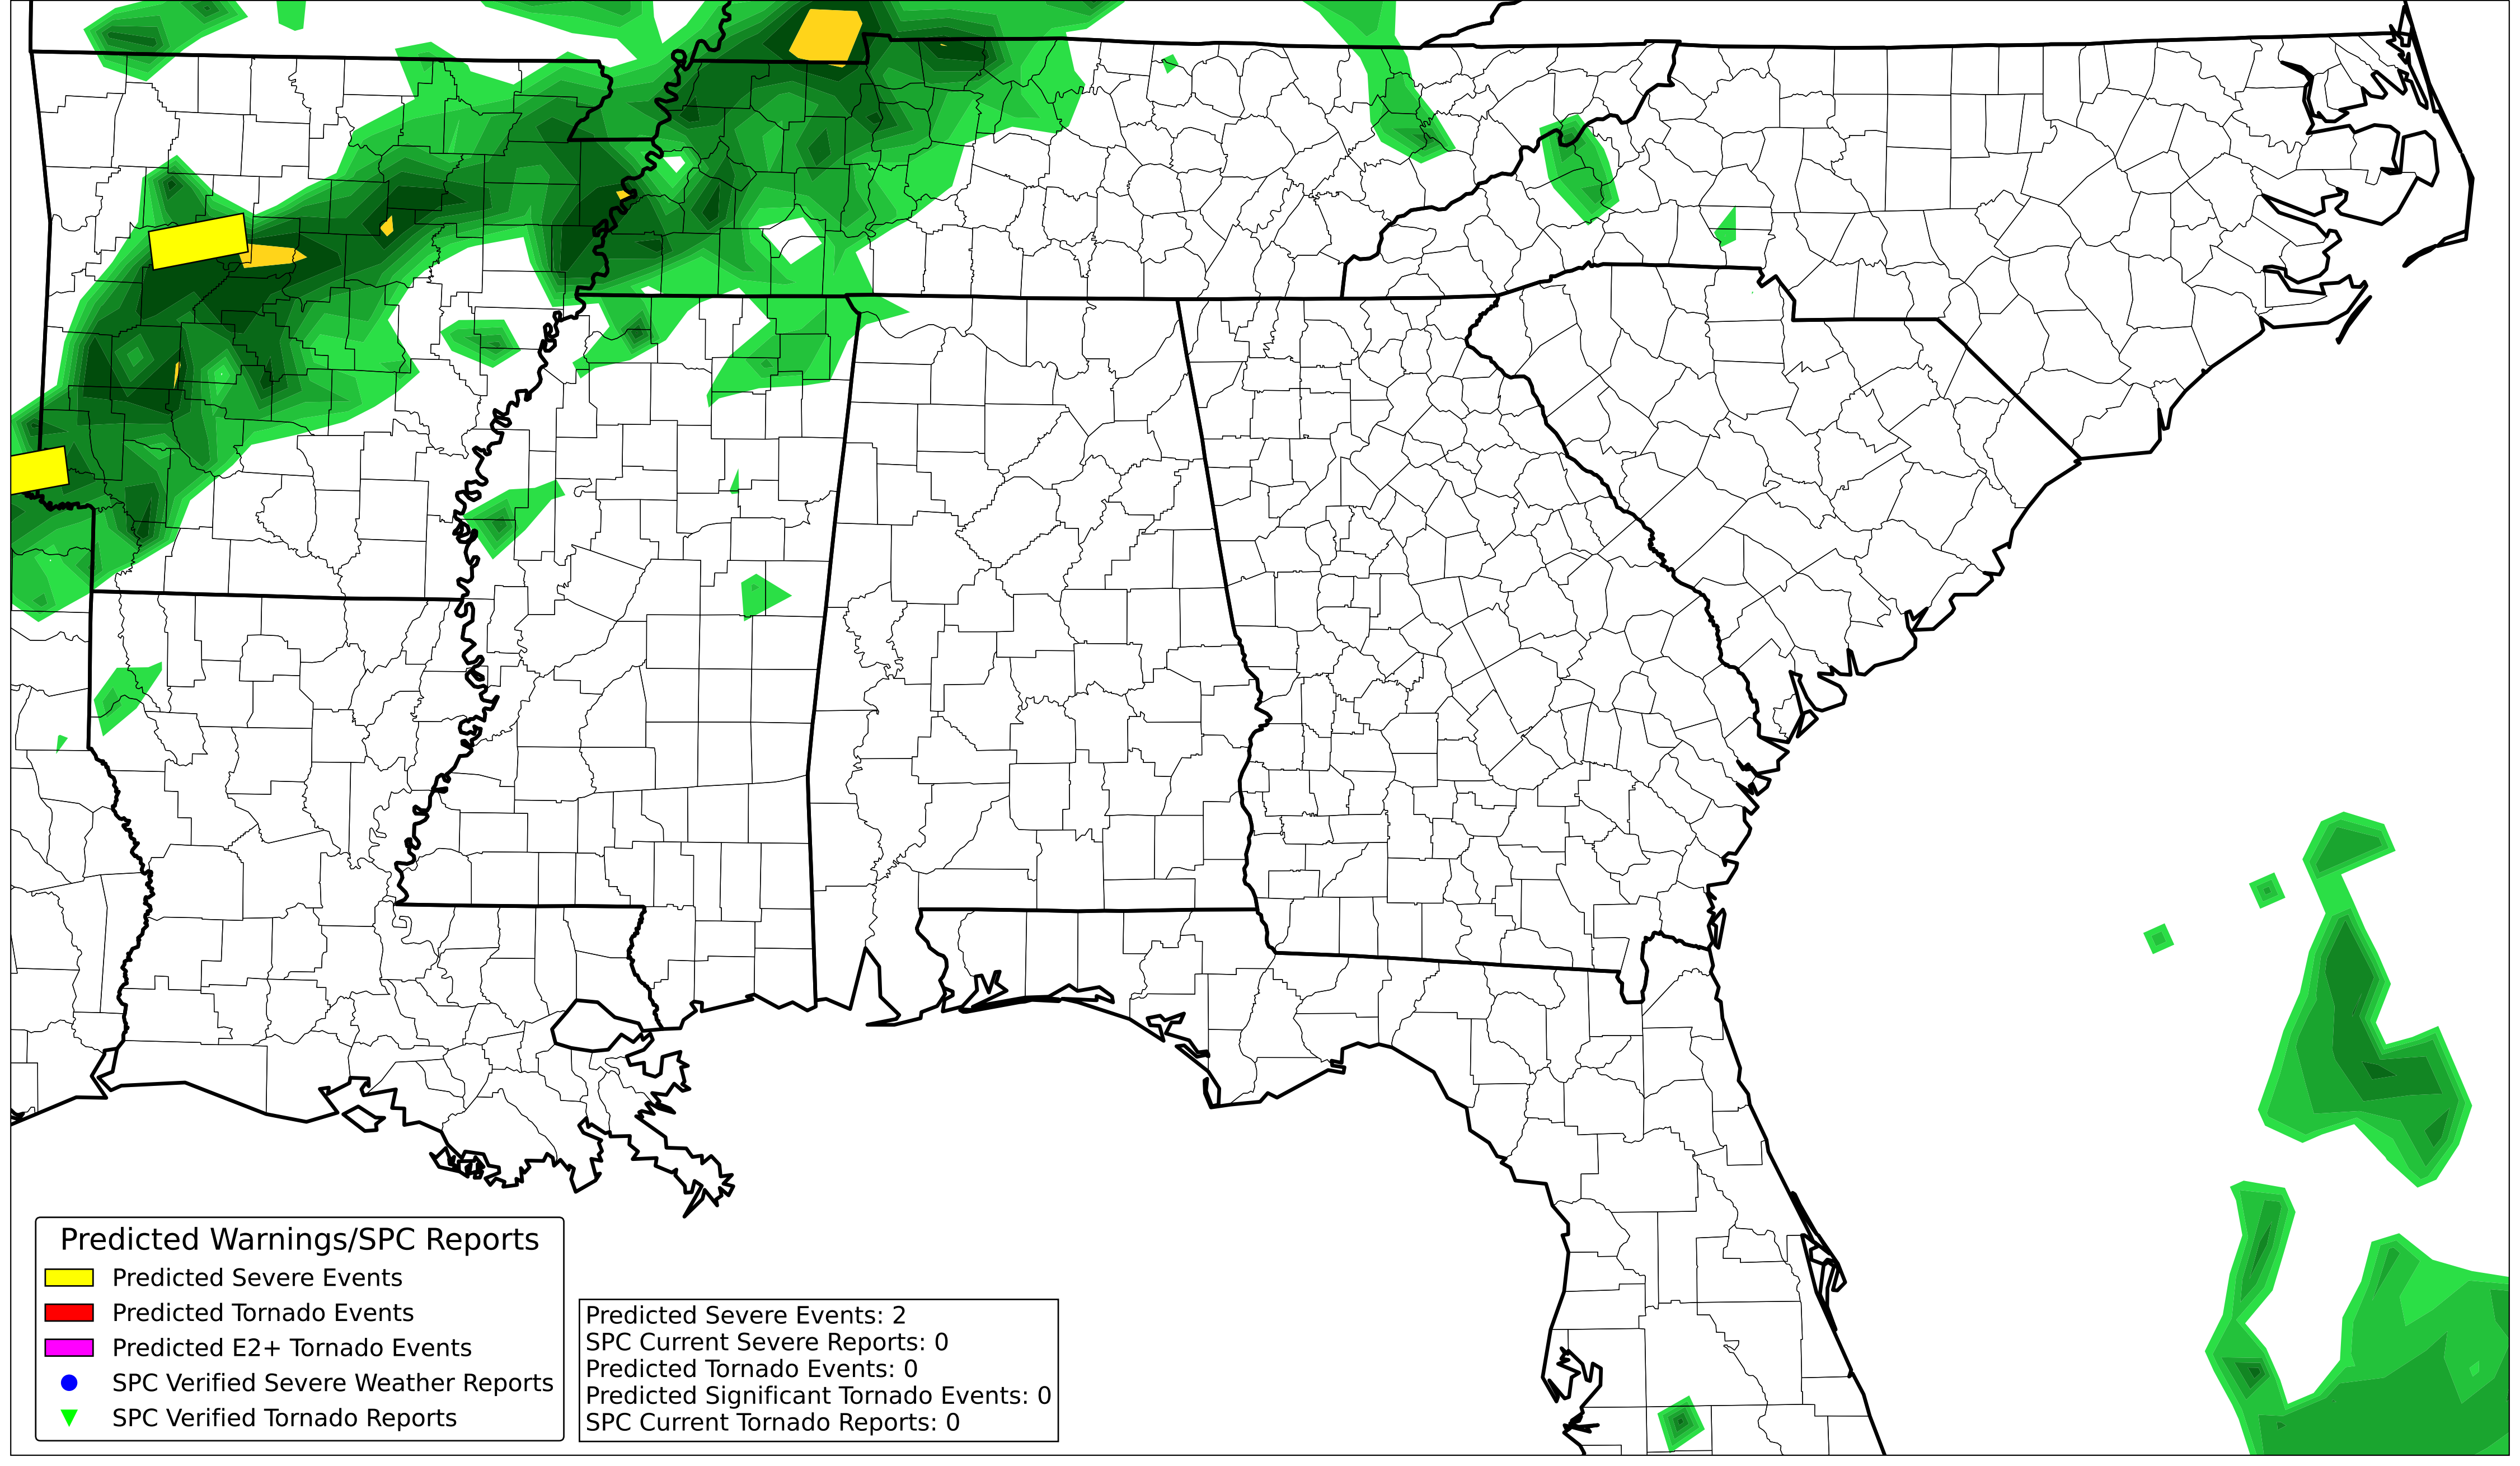 Predicted Warnings/SPC Reports
Predicted Severe Events
Predicted Tornado Events
Predicted E2+ Tornado Events
SPC Verified Severe Weather Reports
SPC Verified Tornado Reports
Predicted Severe Events: 2
SPC Current Severe Reports: 0
Predicted Tornado Events: 0
Predicted Significant Tornado Events: 0
SPC Current Tornado Reports: 0